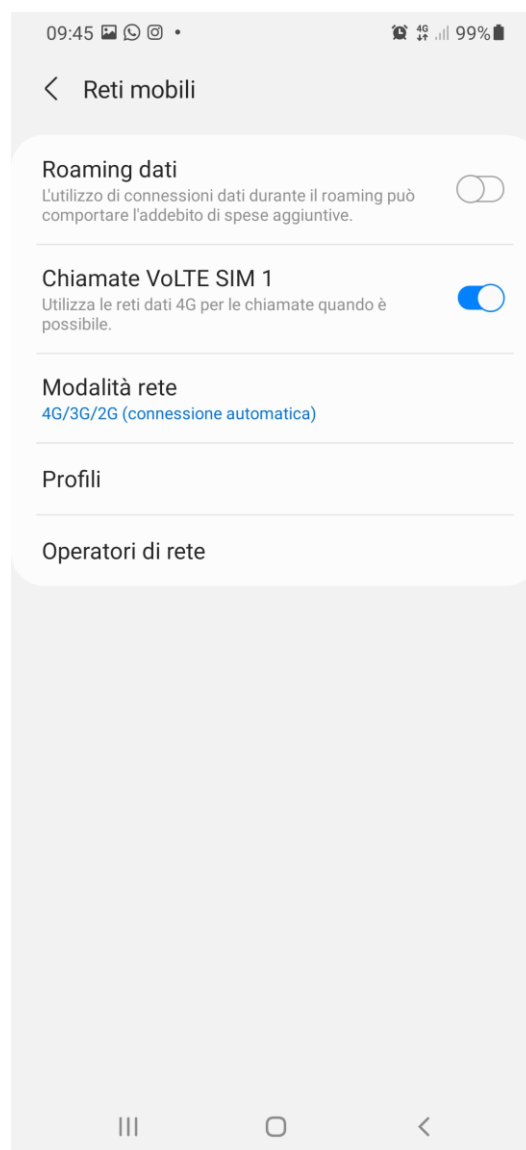 09:45
4G
99%
Reti mobili
Roaming dati
L'utilizzo di connessioni dati durante il roaming può
comportare l'addebito di spese aggiuntive.
Chiamate VoLTE SIM 1
Utilizza le reti dati 4G per le chiamate quando è
possibile.
Modalità rete
4G/3G/2G (connessione automatica)
Profili
Operatori di rete